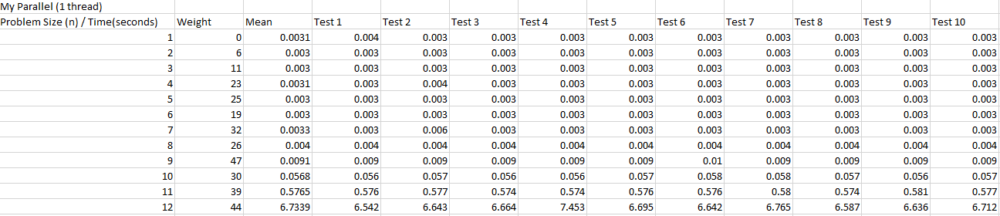 My Parallel (1 thread)
Problem Size (n) / Time(seconds) Weight Mean Test 1 Test 2 Test 3 Test 4 Test 5 Test 6 Test 7 Test 8 Test 9 Test 10
1 0 0.0031 0.004 0.003 0.003 0.003 0.003 0.003 0.003 0.003 0.003 0.003
2 6 0.003 0.003 0.003 0.003 0.003 0.003 0.003 0.003 0.003 0.003 0.003
3 11 0.003 0.003 0.003 0.003 0.003 0.003 0.003 0.003 0.003 0.003 0.003
4 23 0.0031 0.003 0.004 0.003 0.003 0.003 0.003 0.003 0.003 0.003 0.003
5 25 0.003 0.003 0.003 0.003 0.003 0.003 0.003 0.003 0.003 0.003 0.003
6 19 0.003 0.003 0.003 0.003 0.003 0.003 0.003 0.003 0.003 0.003 0.003
7 32 0.0033 0.003 0.006 0.003 0.003 0.003 0.003 0.003 0.003 0.003 0.003
8 26 0.004 0.004 0.004 0.004 0.004 0.004 0.004 0.004 0.004 0.004 0.004
9 47 0.0091 0.009 0.009 0.009 0.009 0.009 0.01 0.009 0.009 0.009 0.009
10 30 0.0568 0.056 0.057 0.056 0.056 0.057 0.058 0.058 0.057 0.056 0.057
11 39 0.5765 0.576 0.577 0.574 0.574 0.576 0.576 0.58 0.574 0.581 0.577
12 44 6.7339 6.542 6.643 6.664 7.453 6.695 6.642 6.765 6.587 6.636 6.712